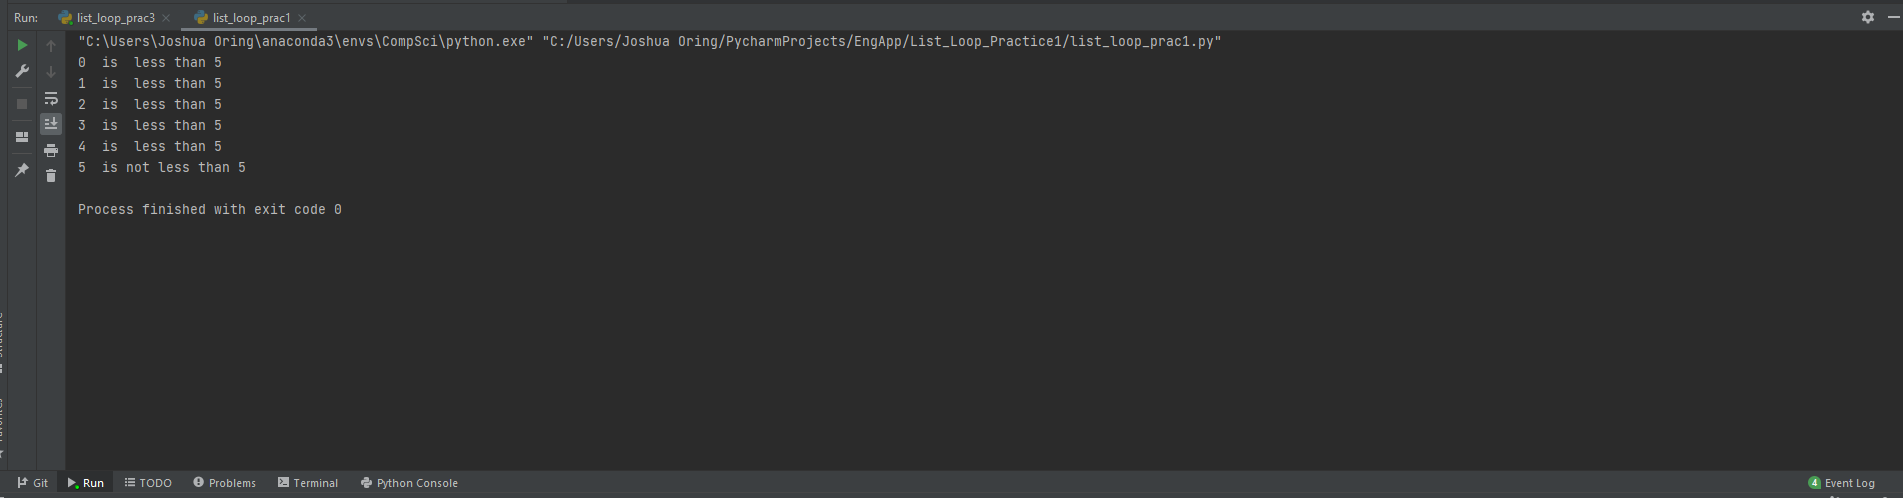 Run: list_loop_prac3 list_loop_prac1
"C:\Users\Joshua Oring\anaconda3\envs\CompSci\python.exe" "C:/Users/Joshua Oring/PycharmProjects/EngApp/List_Loop_Practice1/list_loop_prac1.py"
0  is  less than 5
1  is  less than 5
2  is  less than 5
3  is  less than 5
4  is  less than 5
5  is not less than 5
Process finished with exit code 0
Git Run TODO Problems Terminal Python Console 4 Event Log